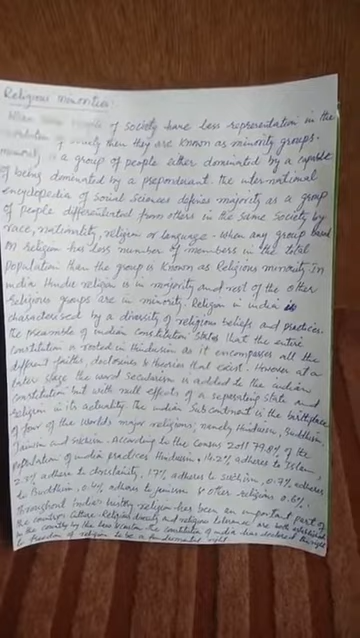 Religious Minorities:
When of society have less representation in the
of society then they are known as minority groups.
Minority is a group of people either dominated by a capable
of being dominated by a preponderant. The international
encyclopedia of Social Sciences defines majority as a group
of people differentiated from others in the same Society by
race, nationality, religion or language. When any group based
on religion has less number of members in the total
population than the group is known as Religious minority. In
India Hindu religion is in majority and rest of the other
Religious groups are in minority. Religion in India is
characterised by a diversity of religious beliefs and practices.
the preamble of Indian constitution states that the entire
constitution is rooted in Hinduism as it encompasses all the
different faiths, & theories that exist. However at a
later stage the word secularism is added to the Indian
constitution but with null effects of a separating state and
religion in its actuality. The Indian Subcontinent is the birthplace
of four of the worlds major religions, namely Hinduism, Buddhism,
Jainism and Sikhism. According to the Census 2011 79.8% of the
population of India practices Hinduism, 14.2% adheres to Islam,
2.3% adhere to 1.7% adheres to Sikhism, 0.7% adheres
to Buddhism, 0.4% adhere to Jainism & other religions 0.6%.
Throughout India's history religion has been an important part of
the country's Culture. Religious diversity and religious tolerance are both established
in the country by the law & custom. The constitution of India has declared the right
to freedom of religion to be a fundamental right.